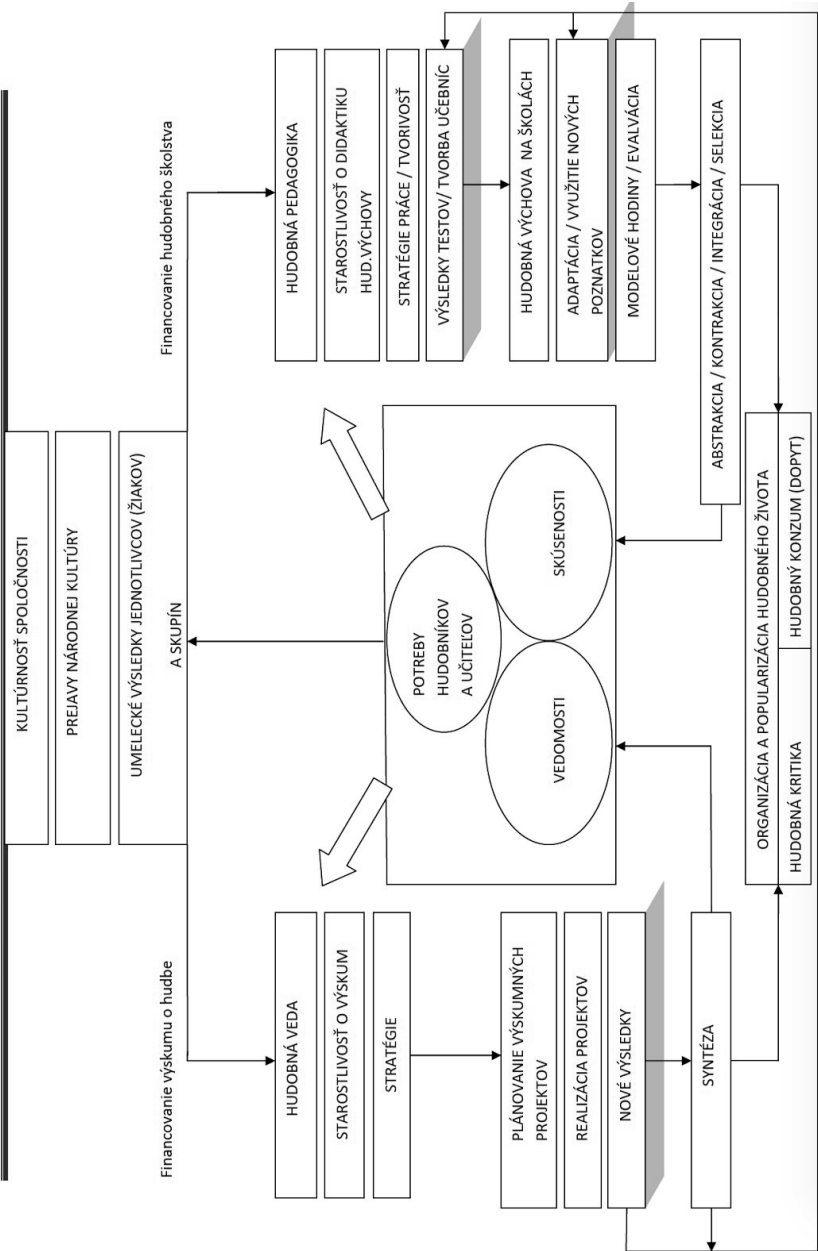 KULTÚRNOSŤ SPOLOČNOSTI
PREJAVY NÁRODNEJ KULTÚRY
UMELECKÉ VÝSLEDKY JEDNOTLIVCOV (ŽIAKOV)
A SKUPÍN
Financovanie výskumu o hudbe
Financovanie hudobného školstva
HUDOBNÁ VEDA
STAROSTLIVOSŤ O VÝSKUM
STRATÉGIE
PLÁNOVANIE VÝSKUMNÝCH
PROJEKTOV
REALIZÁCIA PROJEKTOV
NOVÉ VÝSLEDKY
SYNTÉZA
POTREBY
HUDOBNÍKOV
A UČITEĽOV
VEDOMOSTI
SKÚSENOSTI
HUDOBNÁ PEDAGOGIKA
STAROSTLIVOSŤ O DIDAKTIKU
HUD.VÝCHOVY
STRATÉGIE PRÁCE / TVORIVOSŤ
VÝSLEDKY TESTOV/ TVORBA UČEBNÍC
HUDOBNÁ VÝCHOVA NA ŠKOLÁCH
ADAPTÁCIA / VYUŽITIE NOVÝCH
POZNATKOV
MODELOVÉ HODINY / EVALVÁCIA
ABSTRAKCIA / KONTRAKCIA / INTEGRÁCIA / SELEKCIA
ORGANIZÁCIA A POPULARIZÁCIA HUDOBNÉHO ŽIVOTA
HUDOBNÁ KRITIKA
HUDOBNÝ KONZUM (DOPYT)